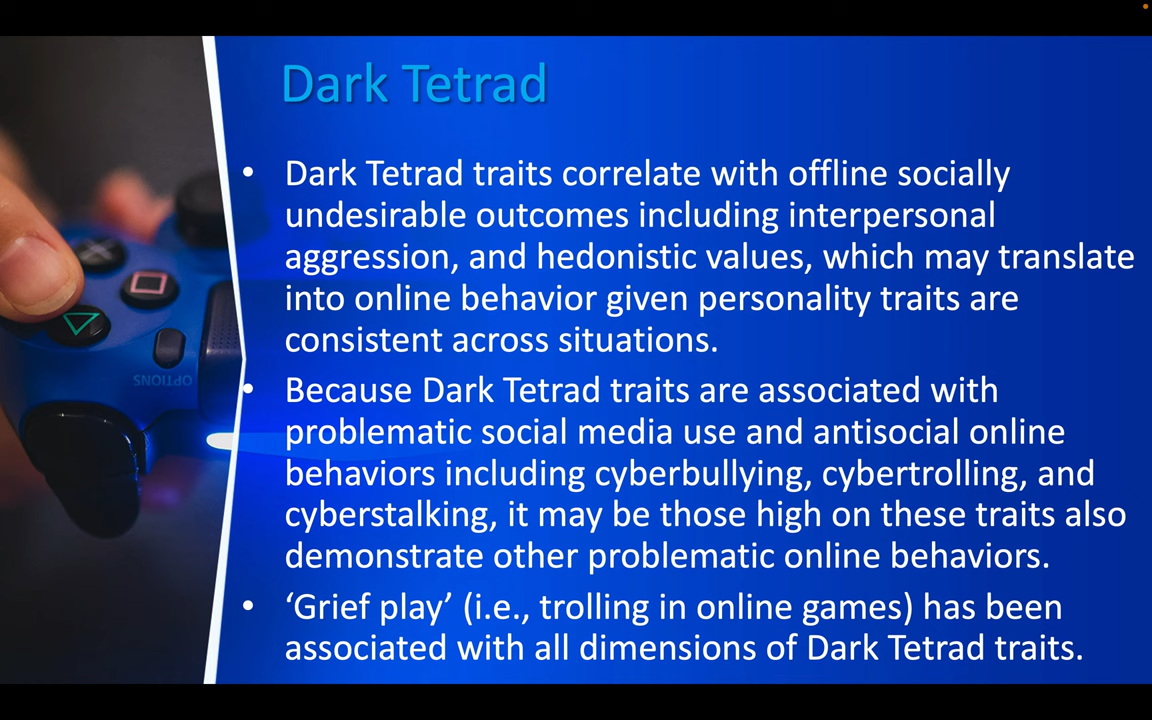 Dark Tetrad
• Dark Tetrad traits correlate with offline socially
undesirable outcomes including interpersonal
aggression, and hedonistic values, which may translate
into online behavior given personality traits are
consistent across situations.
• Because Dark Tetrad traits are associated with
problematic social media use and antisocial online
behaviors including cyberbullying, cybertrolling, and
cyberstalking, it may be those high on these traits also
demonstrate other problematic online behaviors.
• ‘Grief play’ (i.e., trolling in online games) has been
associated with all dimensions of Dark Tetrad traits.
OPTIONS